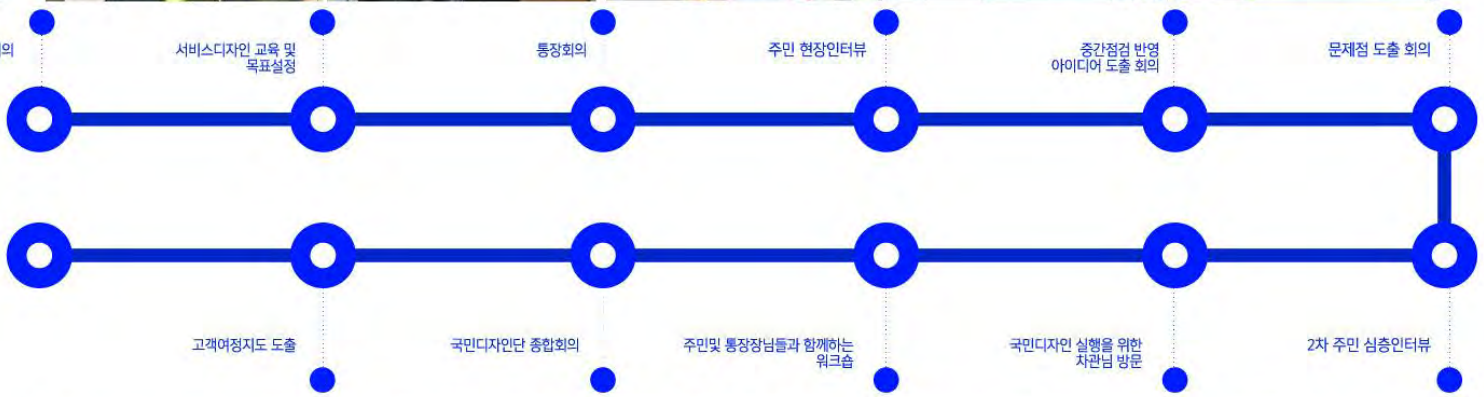 의
서비스디자인 교육 및
목표설정
통장회의
주민 현장인터뷰
중간점검 반영
아이디어 도출 회의
문제점 도출 회의
고객여정지도 도출
국민디자인단 종합회의
주민및 통장장님들과 함께하는
워크숍
국민디자인 실행을 위한
차관님 방문
2차 주민 심층인터뷰